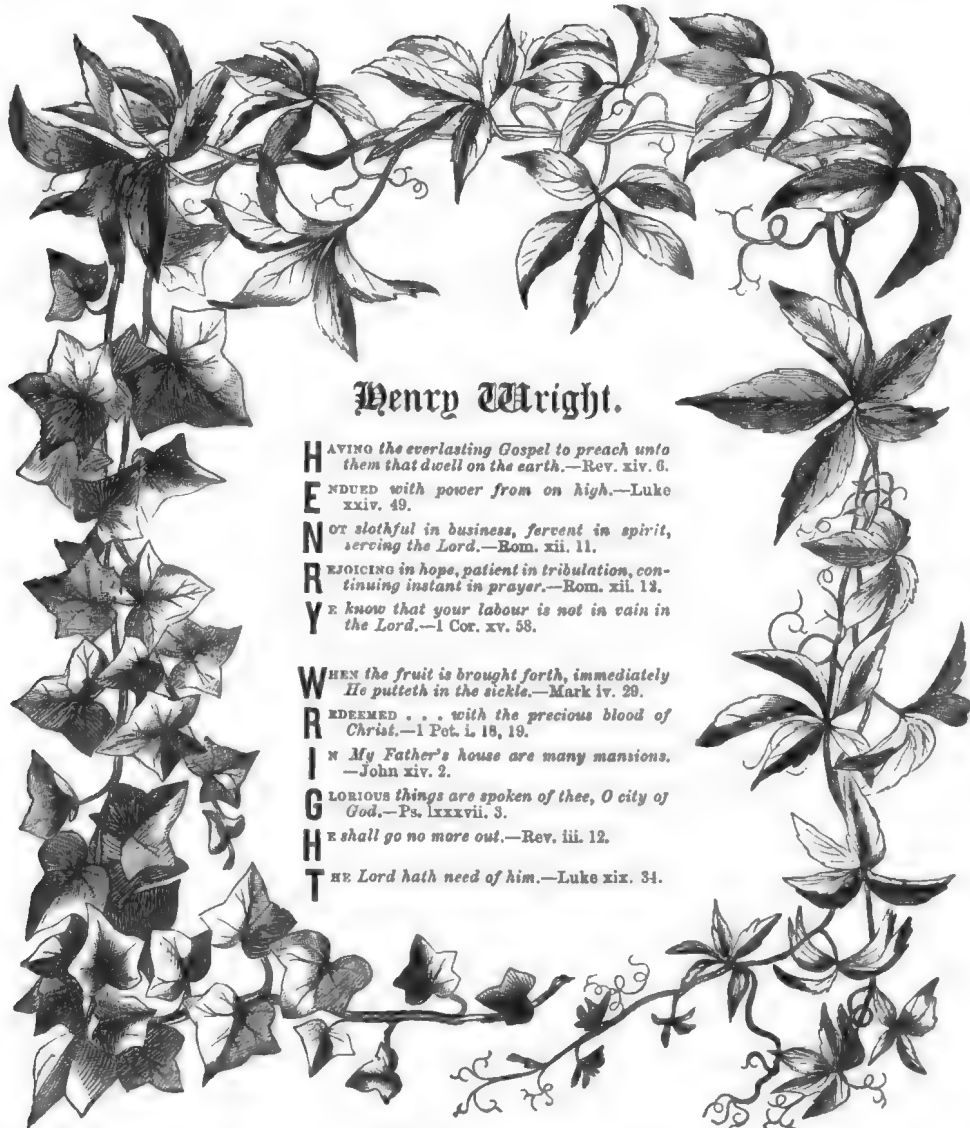 Henry Wright.
HAVING the everlasting Gospel to preach unto
them that dwell on the earth.—Rev. xiv. 6.
ENDUED with power from on high.—Luke
xxiv. 49.
NOT slothful in business, fervent in spirit,
serving the Lord.—Rom. xii. 11.
REJOICING in hope, patient in tribulation, con-
tinuing instant in prayer.—Rom. xii. 12.
YE know that your labour is not in vain in
the Lord.—1 Cor. xv. 58.
WHEN the fruit is brought forth, immediately
He putteth in the sickle.—Mark iv. 29.
REDEEMED . . . with the precious blood of
Christ.—1 Pet. i. 18, 19.
IN My Father's house are many mansions.
—John xiv. 2.
GLORIOUS things are spoken of thee, O city of
God.—Ps. lxxxvii. 3.
HE shall go no more out.—Rev. iii. 12.
THE Lord hath need of him.—Luke xix. 34.